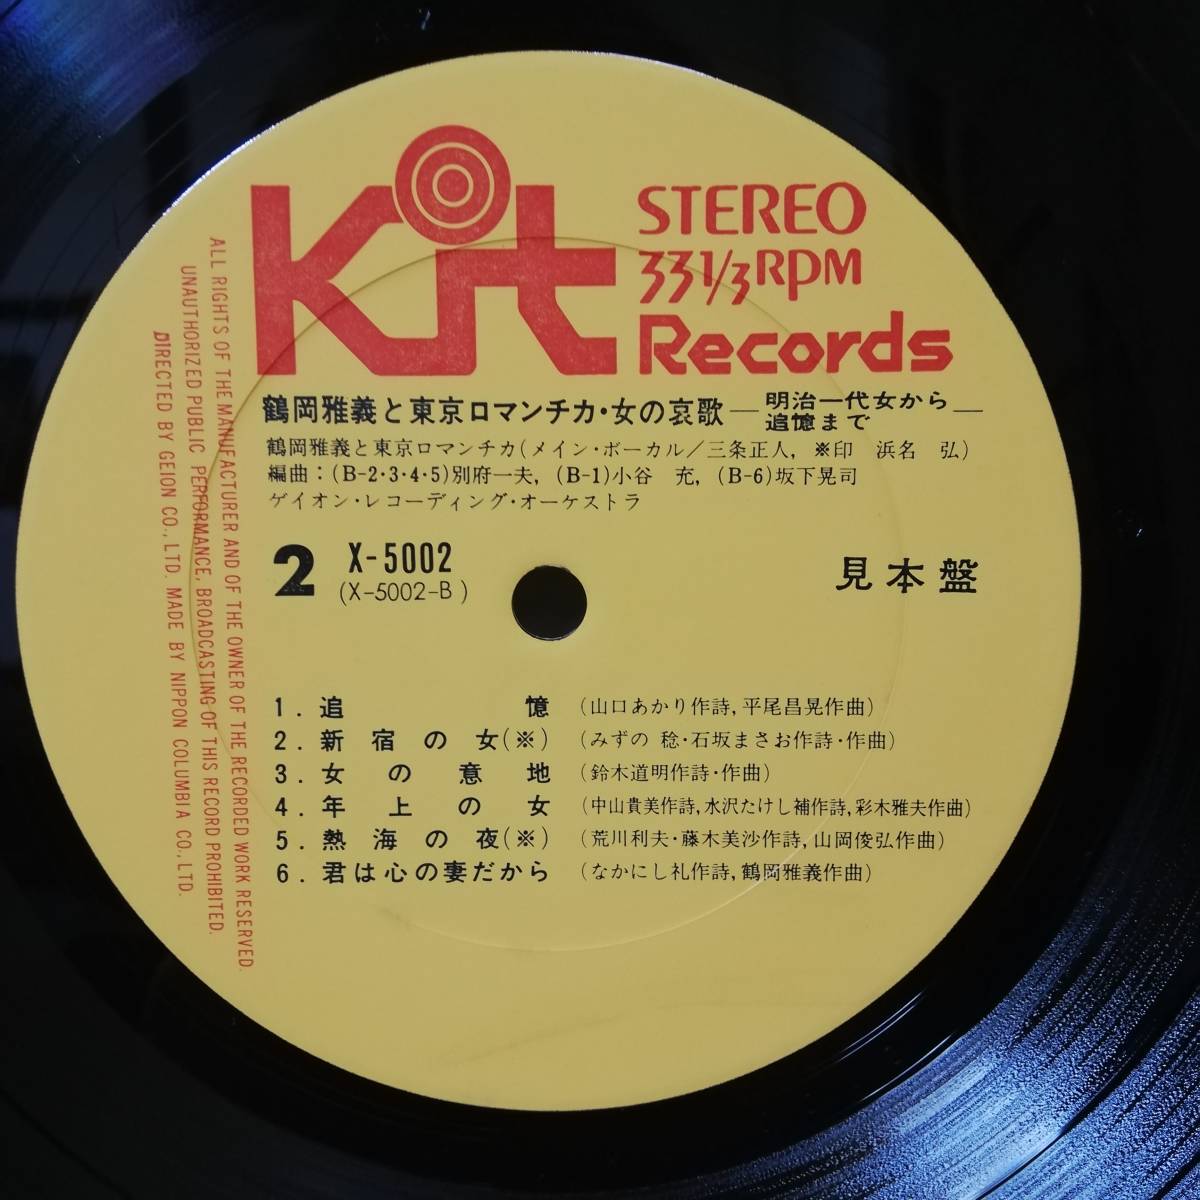 Kit
STEREO
33 1/3 RPM
Records
鶴岡雅義と東京ロマンチカ・女の哀歌―明治一代女から追憶まで―
鶴岡雅義と東京ロマンチカ(メイン・ボーカル/三条正人, ※印 浜名 弘)
編曲:(B-2・3・4・5)別府一夫, (B-1)小谷 充, (B-6)坂下晃司
ゲイオン・レコーディング・オーケストラ
2 X-5002
(X-5002-B)
見本盤
1. 追憶 (山口あかり作詩, 平尾昌晃作曲)
2. 新宿の女(※) (みずの 稔・石坂まさお作詩・作曲)
3. 女の意地 (鈴木道明作詩・作曲)
4. 年上の女 (中山貴美作詩, 水沢たけし補作詩, 彩木雅夫作曲)
5. 熱海の夜(※) (荒川利夫・藤木美沙作詩, 山岡俊弘作曲)
6. 君は心の妻だから (なかにし礼作詩, 鶴岡雅義作曲)
ALL RIGHTS OF THE MANUFACTURER AND OF THE OWNER OF THE RECORDED WORK RESERVED.
UNAUTHORIZED PUBLIC PERFORMANCE, BROADCASTING OF THIS RECORD PROHIBITED.
DIRECTED BY GEION CO., LTD. MADE BY NIPPON COLUMBIA CO., LTD.